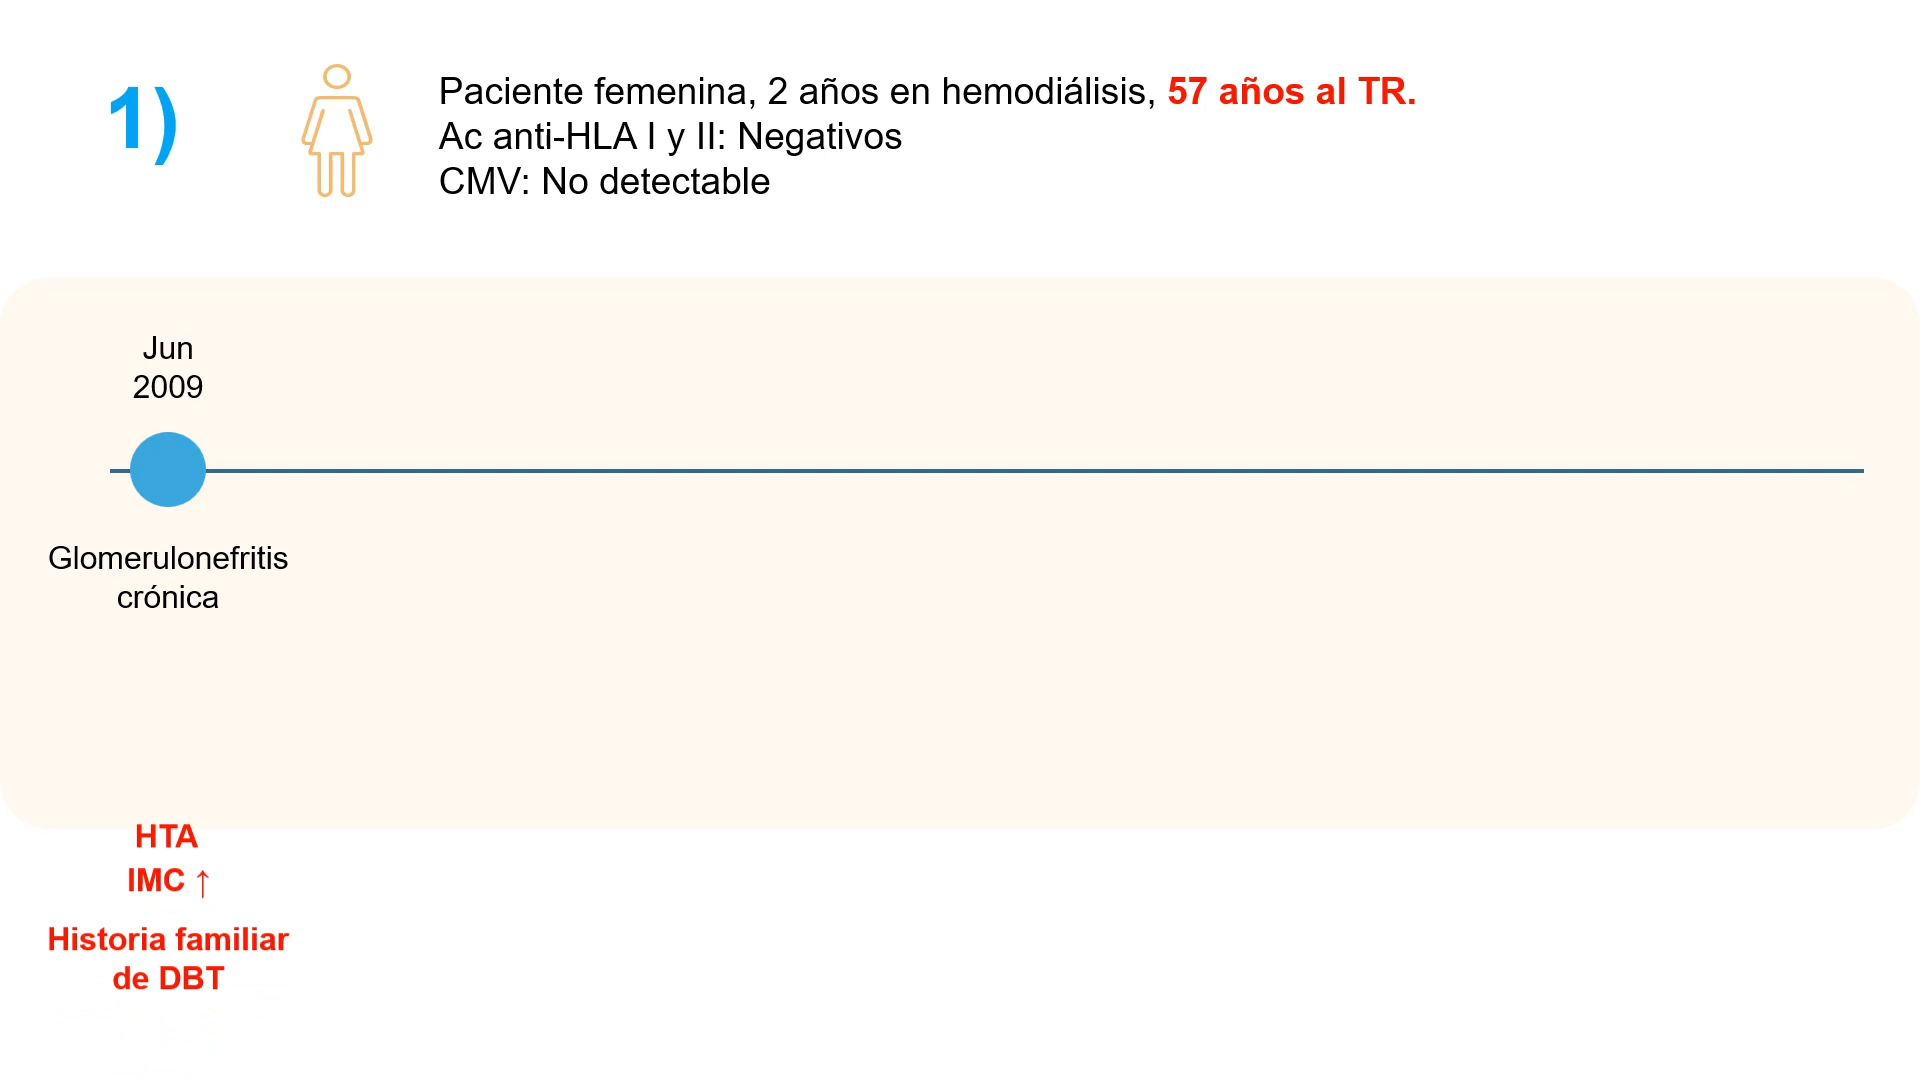 1)
Paciente femenina, 2 años en hemodiálisis, 57 años al TR.
Ac anti-HLA I y II: Negativos
CMV: No detectable
Jun
2009
Glomerulonefritis
crónica
HTA
IMC ↑
Historia familiar
de DBT